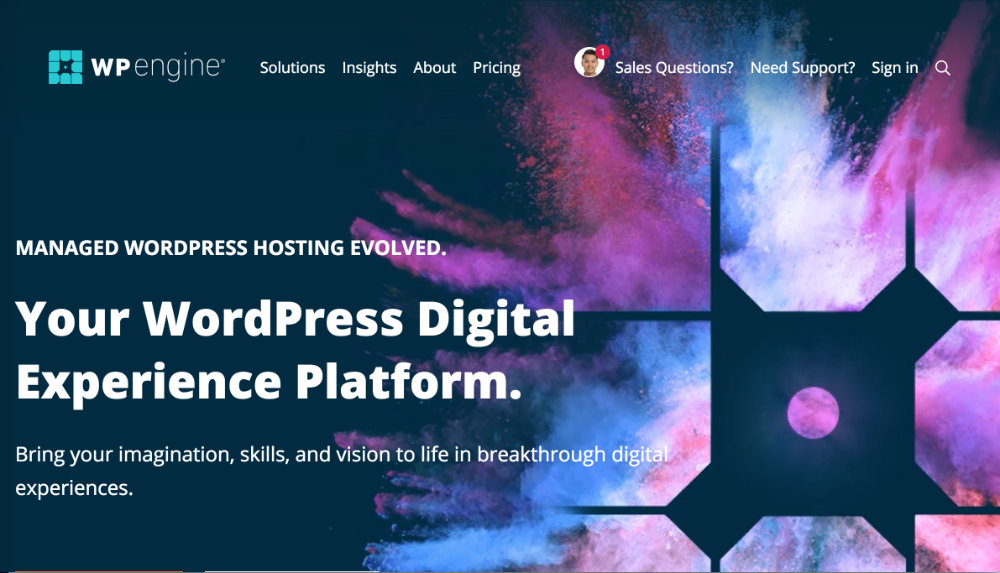 WP engine®
Solutions Insights About Pricing
1
Sales Questions? Need Support? Sign in
MANAGED WORDPRESS HOSTING EVOLVED.
Your WordPress Digital
Experience Platform.
Bring your imagination, skills, and vision to life in breakthrough digital
experiences.